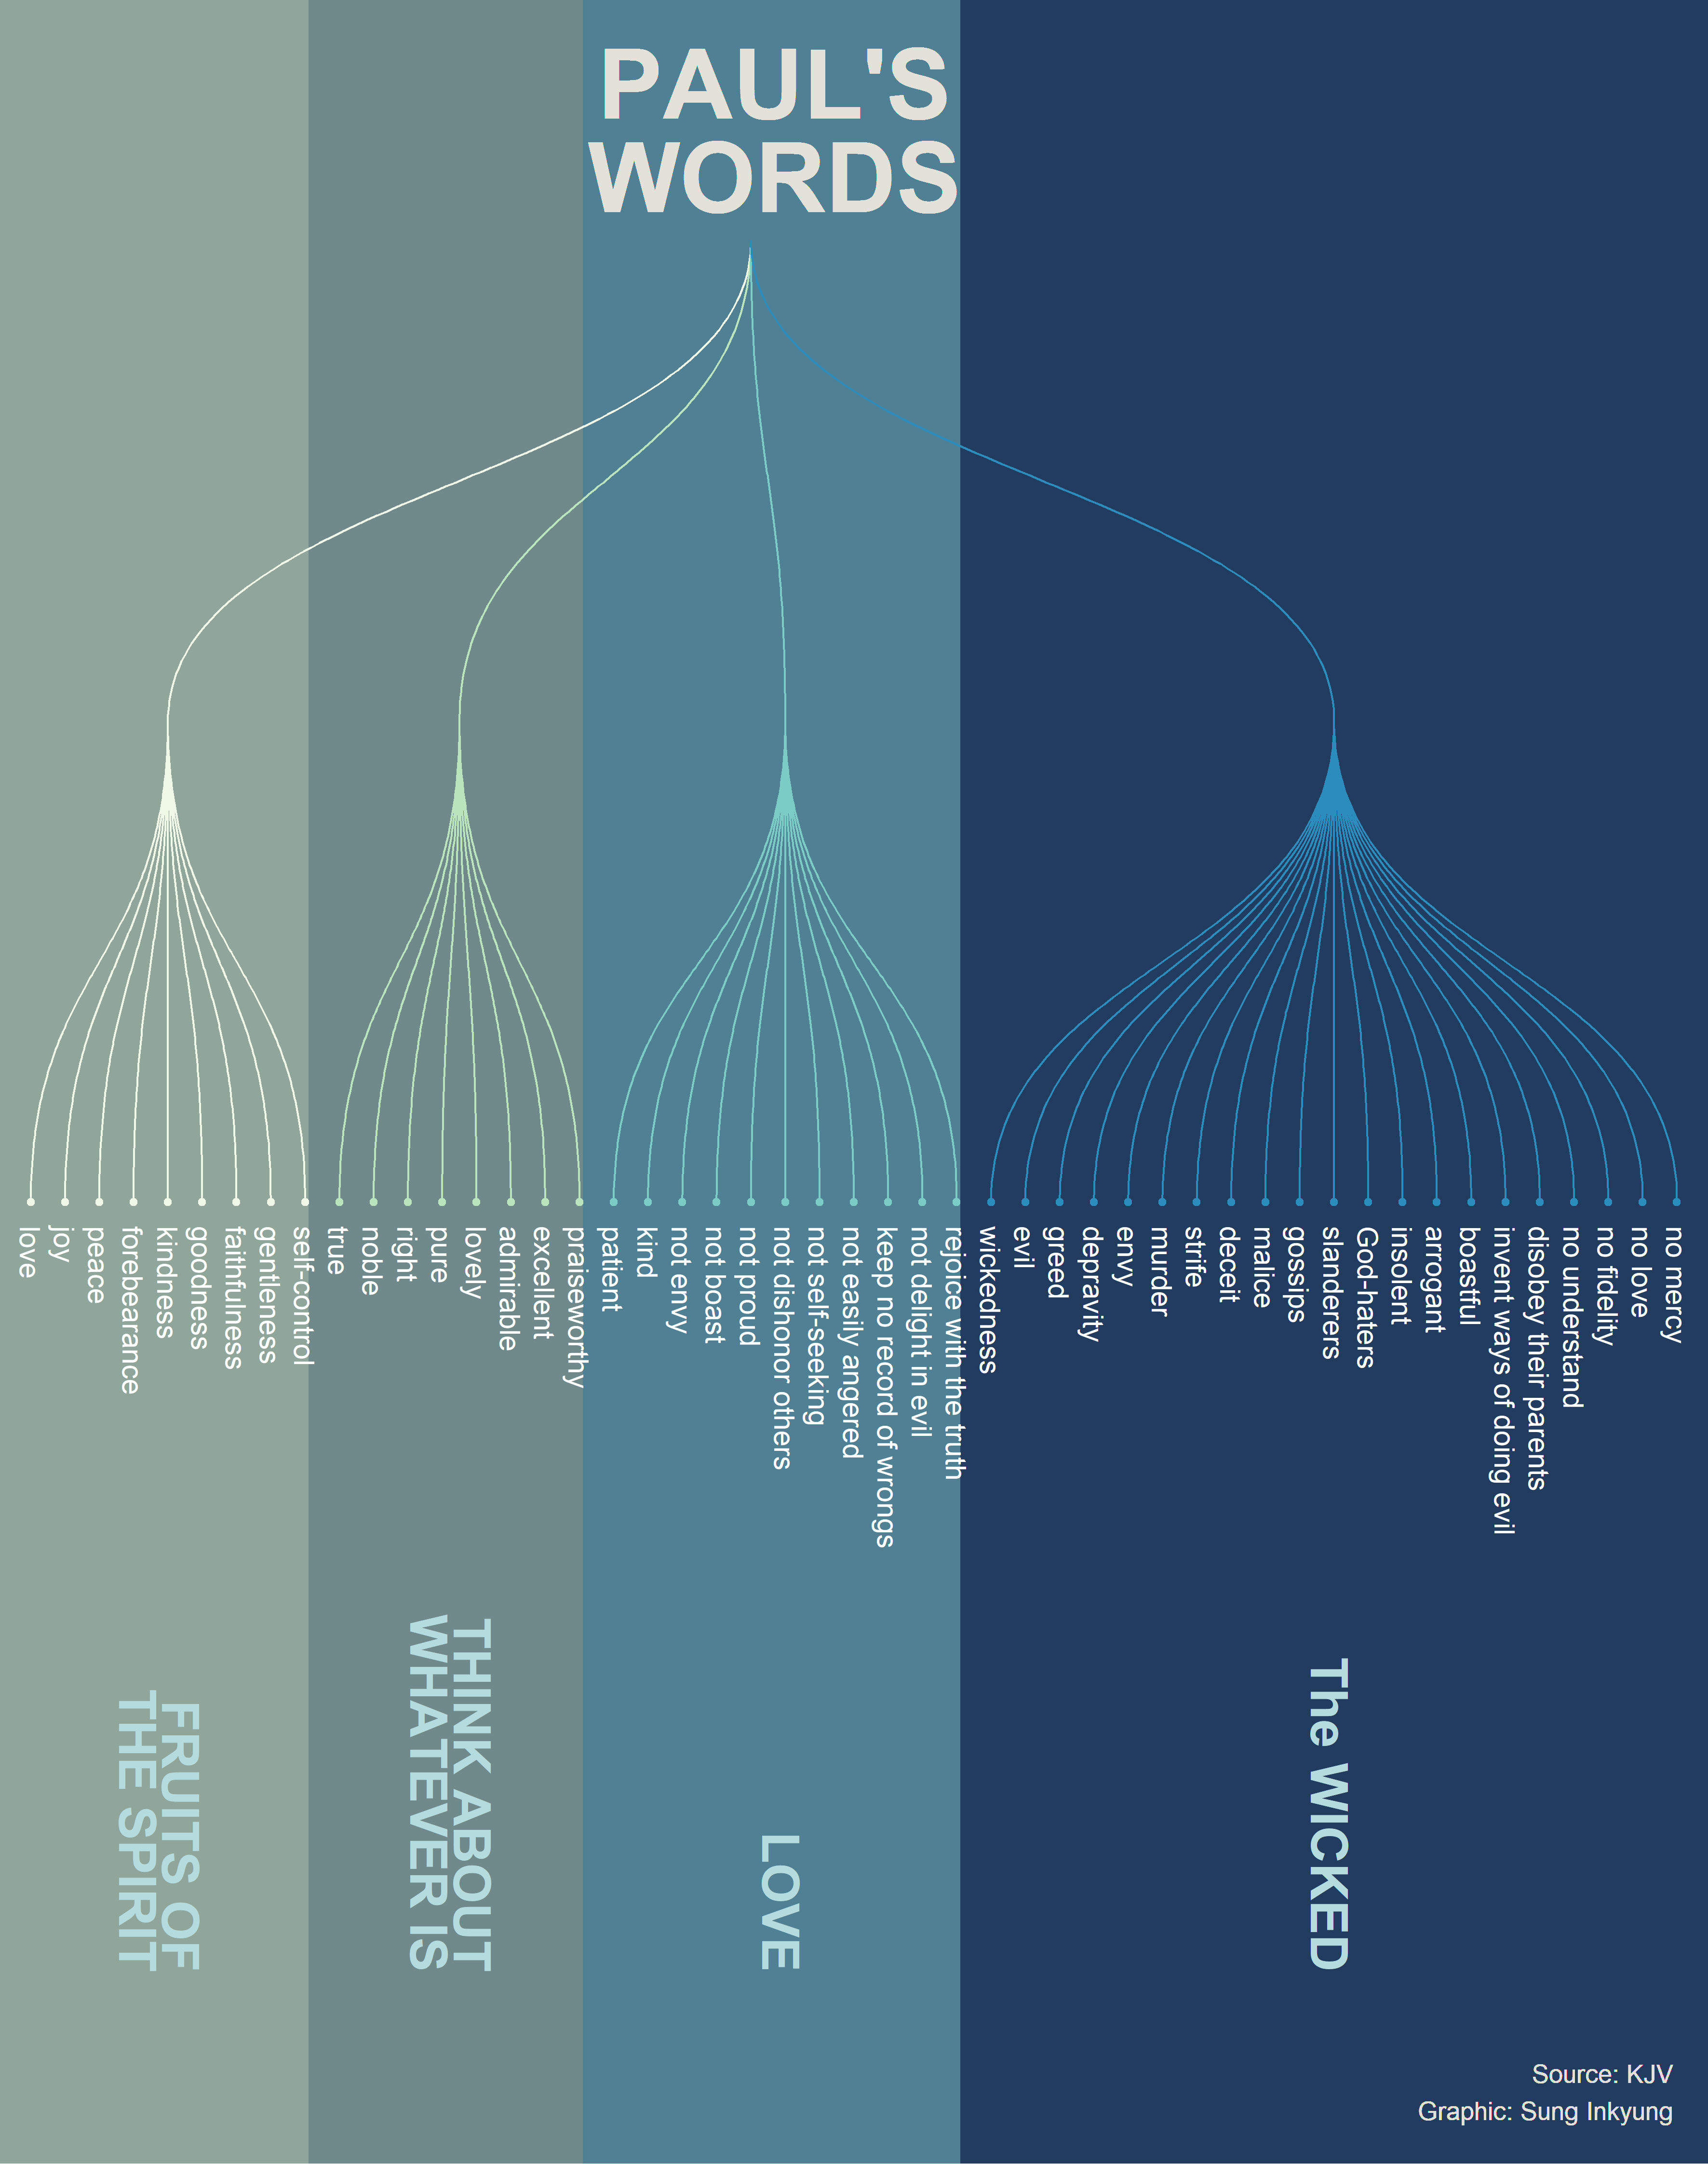 PAUL'S
WORDS
love
joy
peace
forebearance
kindness
goodness
faithfulness
gentleness
self-control
true
noble
right
pure
lovely
admirable
excellent
praiseworthy
patient
kind
not envy
not boast
not proud
not dishonor others
not self-seeking
not easily angered
keep no record of wrongs
not delight in evil
rejoice with the truth
wickedness
evil
greed
depravity
envy
murder
strife
deceit
malice
gossips
slanderers
God-haters
insolent
arrogant
boastful
invent ways of doing evil
disobey their parents
no understand
no fidelity
no love
no mercy
FRUITS OF
THE SPIRIT
THINK ABOUT
WHATEVER IS
LOVE
The WICKED
Source: KJV
Graphic: Sung Inkyung